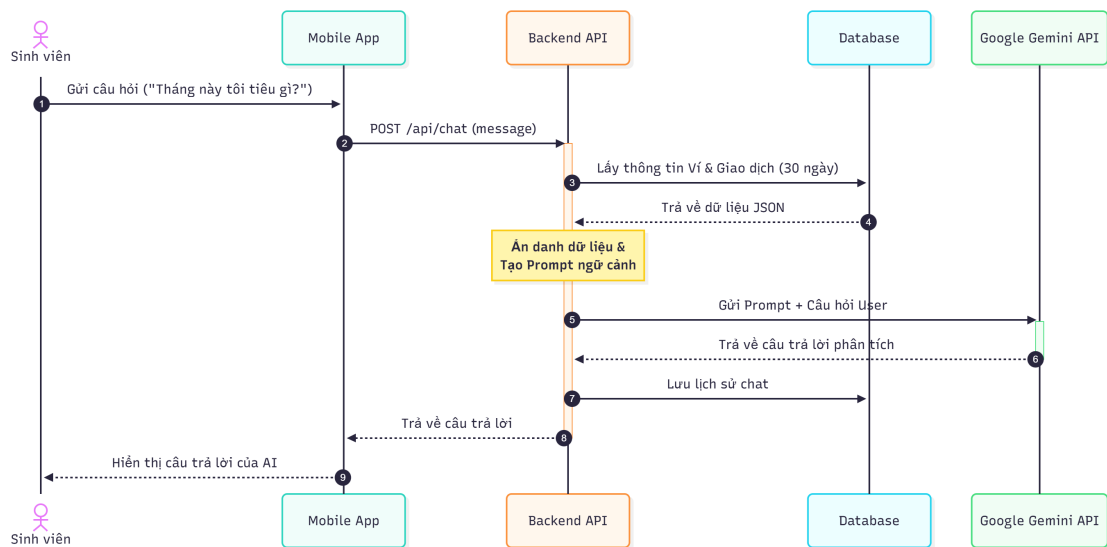 Sinh viên
Mobile App
Backend API
Database
Google Gemini API
1
Gửi câu hỏi ("Tháng này tôi tiêu gì?")
2
POST /api/chat (message)
3
Lấy thông tin Ví & Giao dịch (30 ngày)
Trả về dữ liệu JSON
4
Ẩn danh dữ liệu &
Tạo Prompt ngữ cảnh
5
Gửi Prompt + Câu hỏi User
Trả về câu trả lời phân tích
6
7
Lưu lịch sử chat
Trả về câu trả lời
8
Hiển thị câu trả lời của AI
9
Sinh viên
Mobile App
Backend API
Database
Google Gemini API